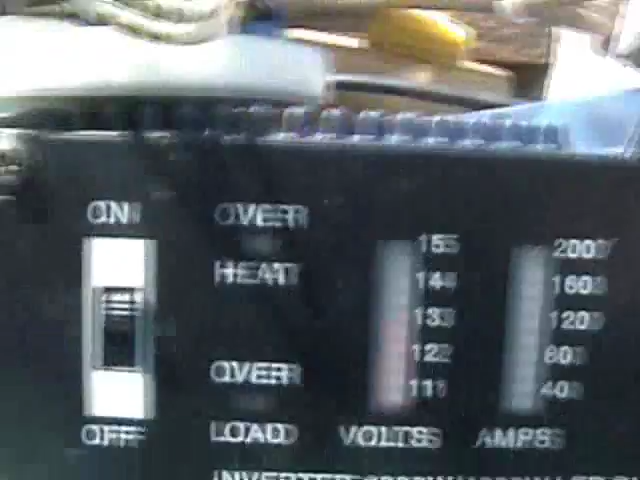 ON
OFF
OVER
HEAT
OVER
LOAD
15
14
13
12
11
VOLTS
200
160
120
80
40
AMPS
INVERTER